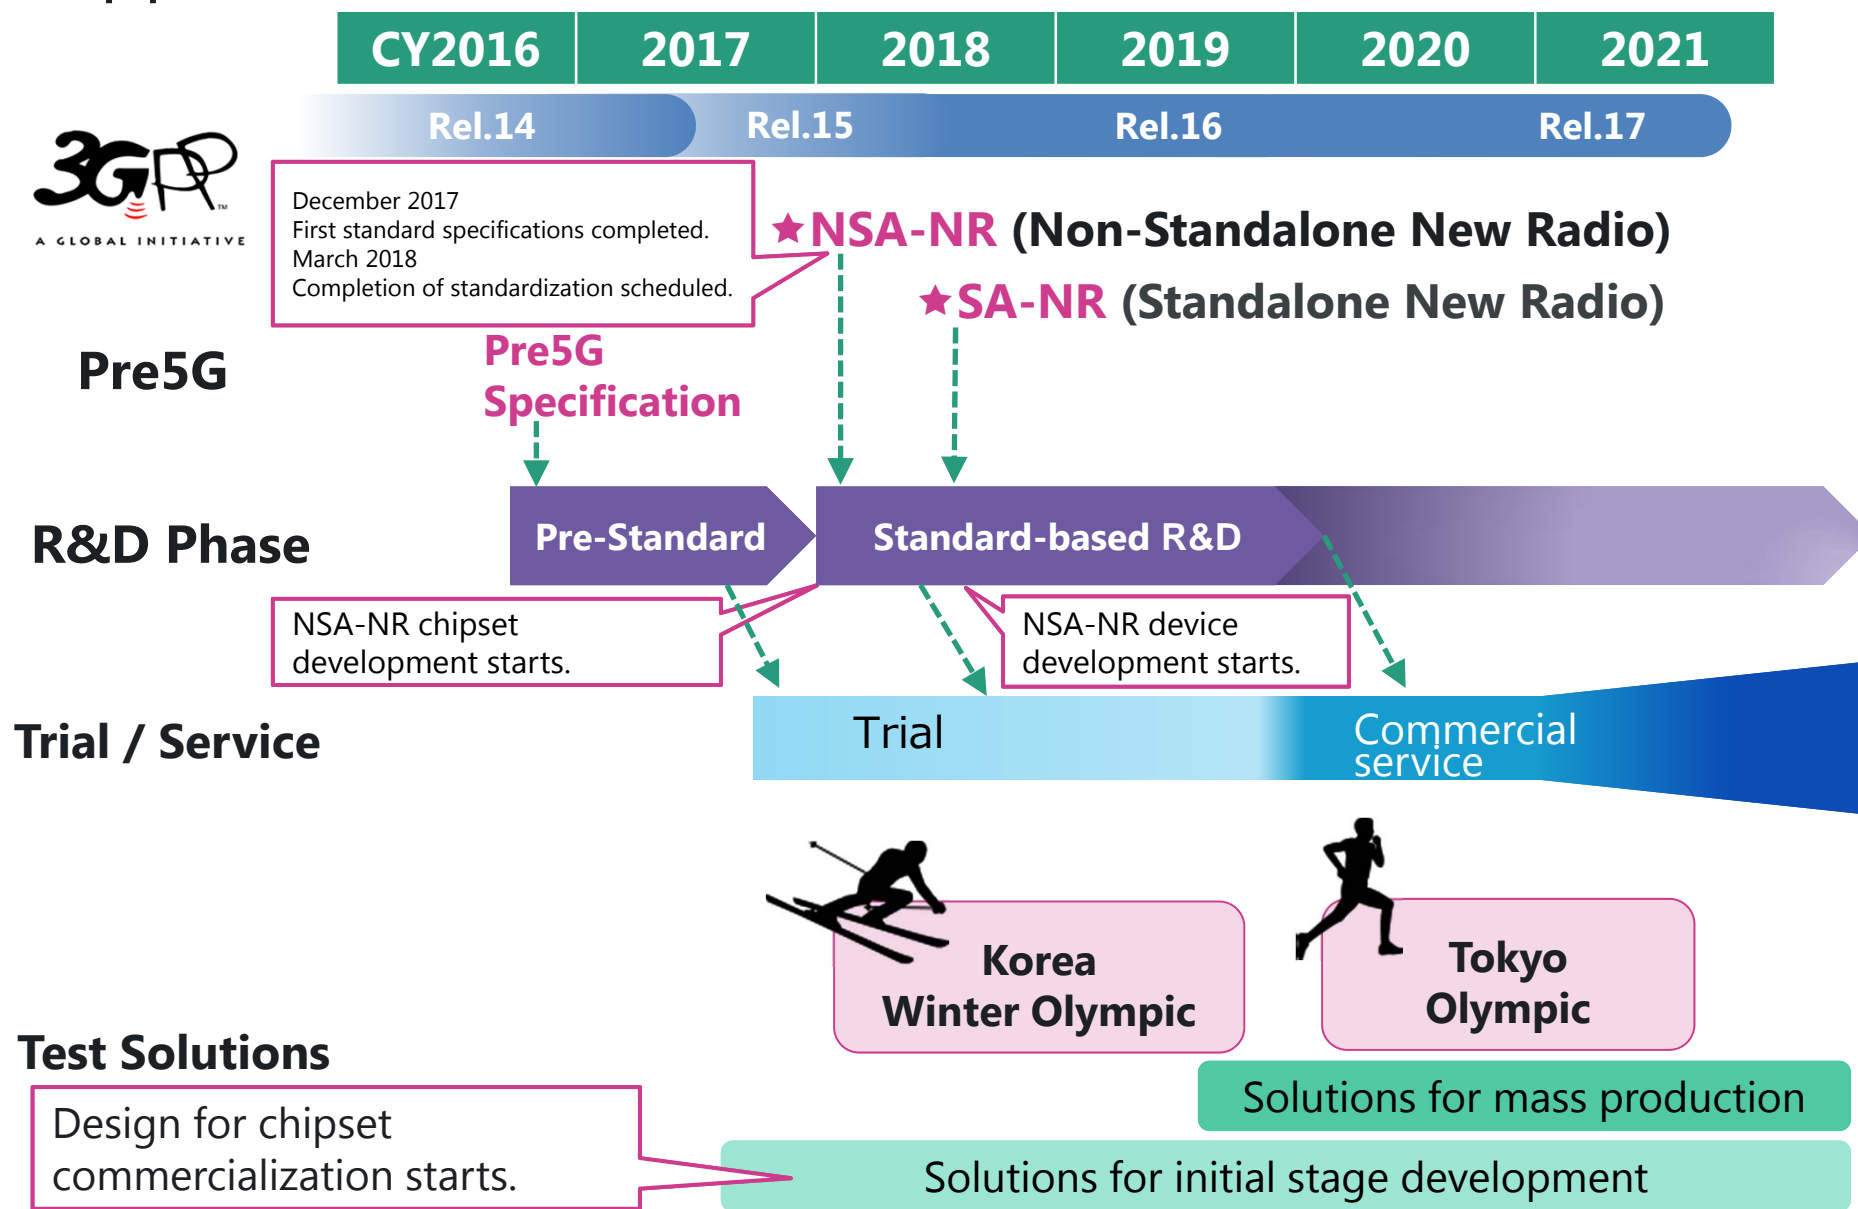 CY2016 2017 2018 2019 2020 2021
Rel.14 Rel.15 Rel.16 Rel.17
3GPP™
A GLOBAL INITIATIVE
December 2017
First standard specifications completed.
March 2018
Completion of standardization scheduled.
NSA-NR (Non-Standalone New Radio)
SA-NR (Standalone New Radio)
Pre5G
Pre5G
Specification
R&D Phase
Pre-Standard
Standard-based R&D
NSA-NR chipset
development starts.
NSA-NR device
development starts.
Trial / Service
Trial
Commercial
service
Korea
Winter Olympic
Tokyo
Olympic
Test Solutions
Design for chipset
commercialization starts.
Solutions for mass production
Solutions for initial stage development